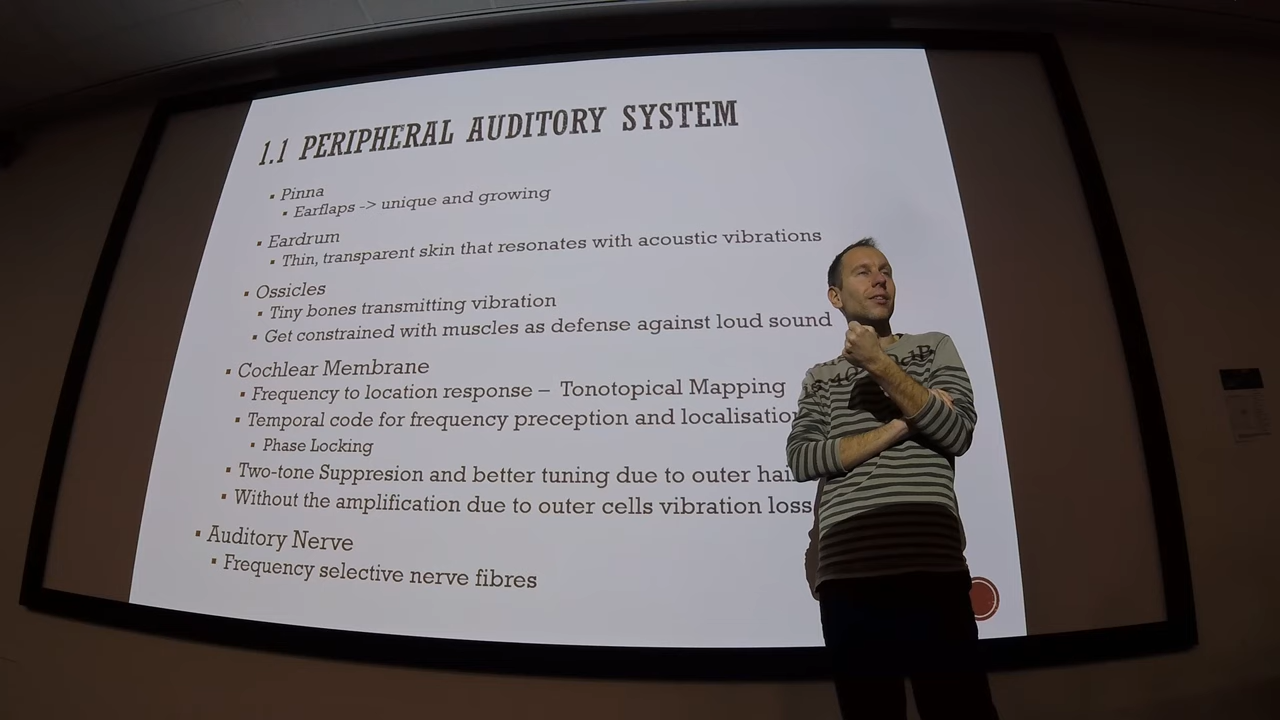 1.1 PERIPHERAL AUDITORY SYSTEM
▪ Pinna
▪ Earflaps -> unique and growing
▪ Eardrum
▪ Thin, transparent skin that resonates with acoustic vibrations
▪ Ossicles
▪ Tiny bones transmitting vibration
▪ Get constrained with muscles as defense against loud sound
▪ Cochlear Membrane
▪ Frequency to location response – Tonotopical Mapping
▪ Temporal code for frequency preception and localisation
▪ Phase Locking
▪ Two-tone Suppresion and better tuning due to outer hai
▪ Without the amplification due to outer cells vibration loss
▪ Auditory Nerve
▪ Frequency selective nerve fibres